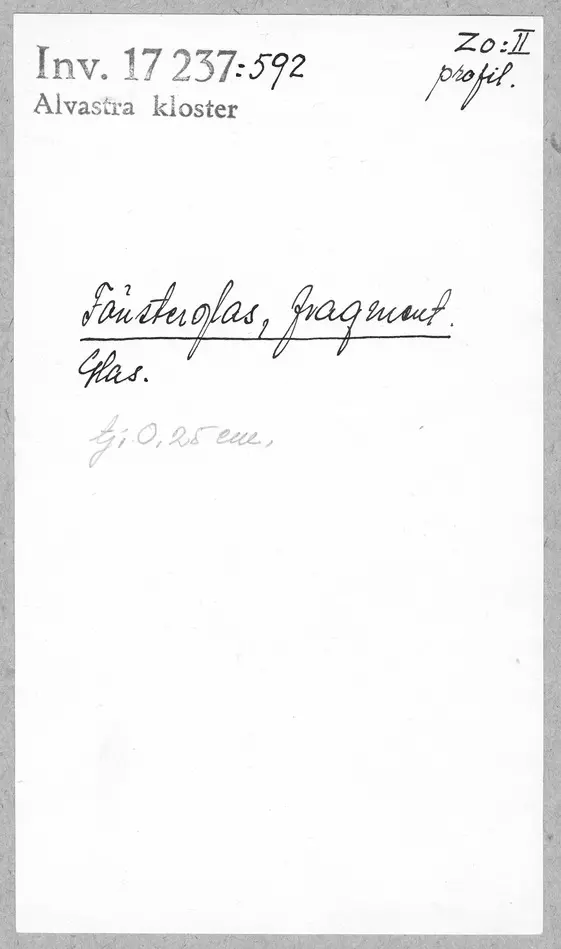 Inv. 17 237:592
Alvastra kloster
Zo:II
profil.
Fönsterglas, fragment.
Glas.
tj. 0,25 cm.